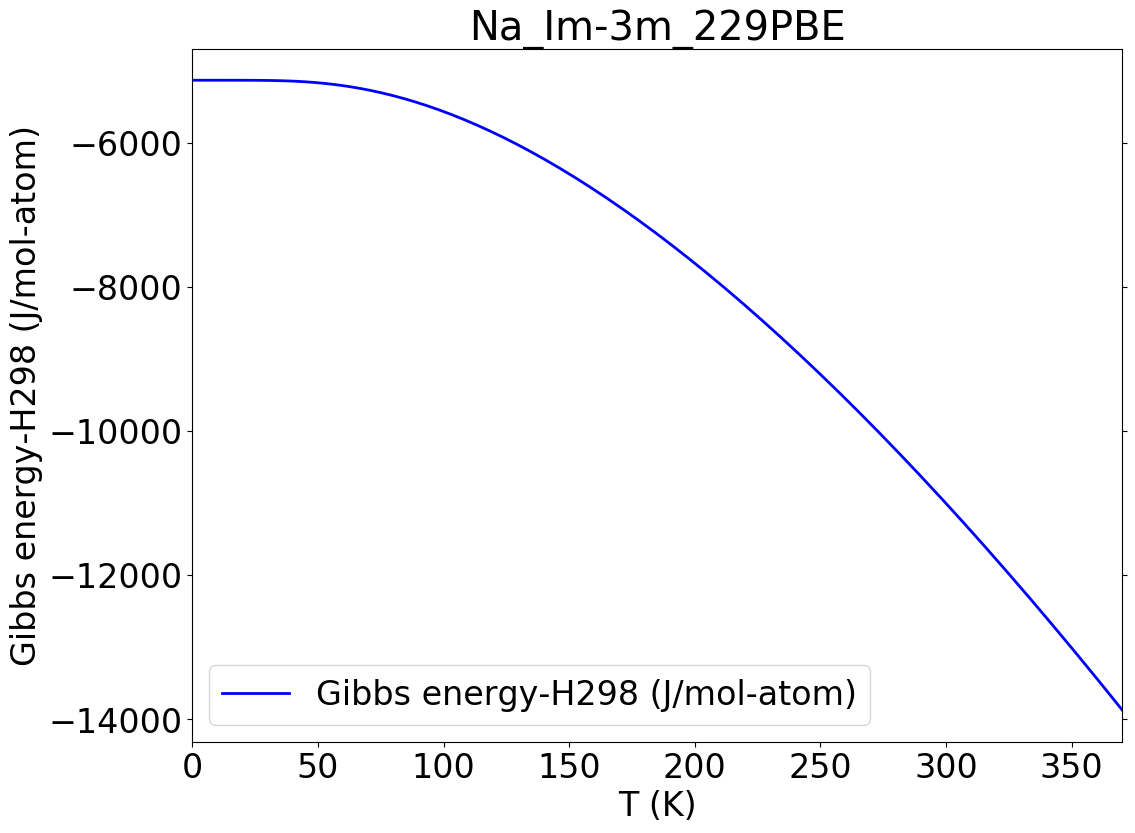 Na_Im-3m_229PBE
Gibbs energy-H298 (J/mol-atom)
−6000
−8000
−10000
−12000
−14000
Gibbs energy-H298 (J/mol-atom)
0 50 100 150 200 250 300 350
T (K)